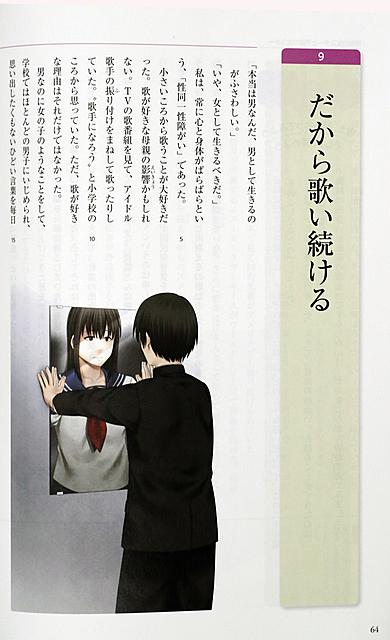 9
だから歌い続ける
『本当は男なんだ、男として生きるの
がふさわしい。』
『いや、女として生きるべきだ。』
私は、常に心と身体がばらばらとい
う、「性同一性障がい」であった。
小さいころから歌うことが大好きだ
った。歌が好きな母親の影響かもしれ
ない。TVの歌番組を見て、アイドル
歌手の振り付けをまねして歌ったりし
ていた。『歌手になろう』と小学校の
ころから思っていた。ただ、歌が好き
な理由はそれだけではなかった。
男なのに女の子のようなことをして、
学校ではほとんどの男子にいじめられ、
思い出したくもないひどい言葉を毎日
5
10
15
64